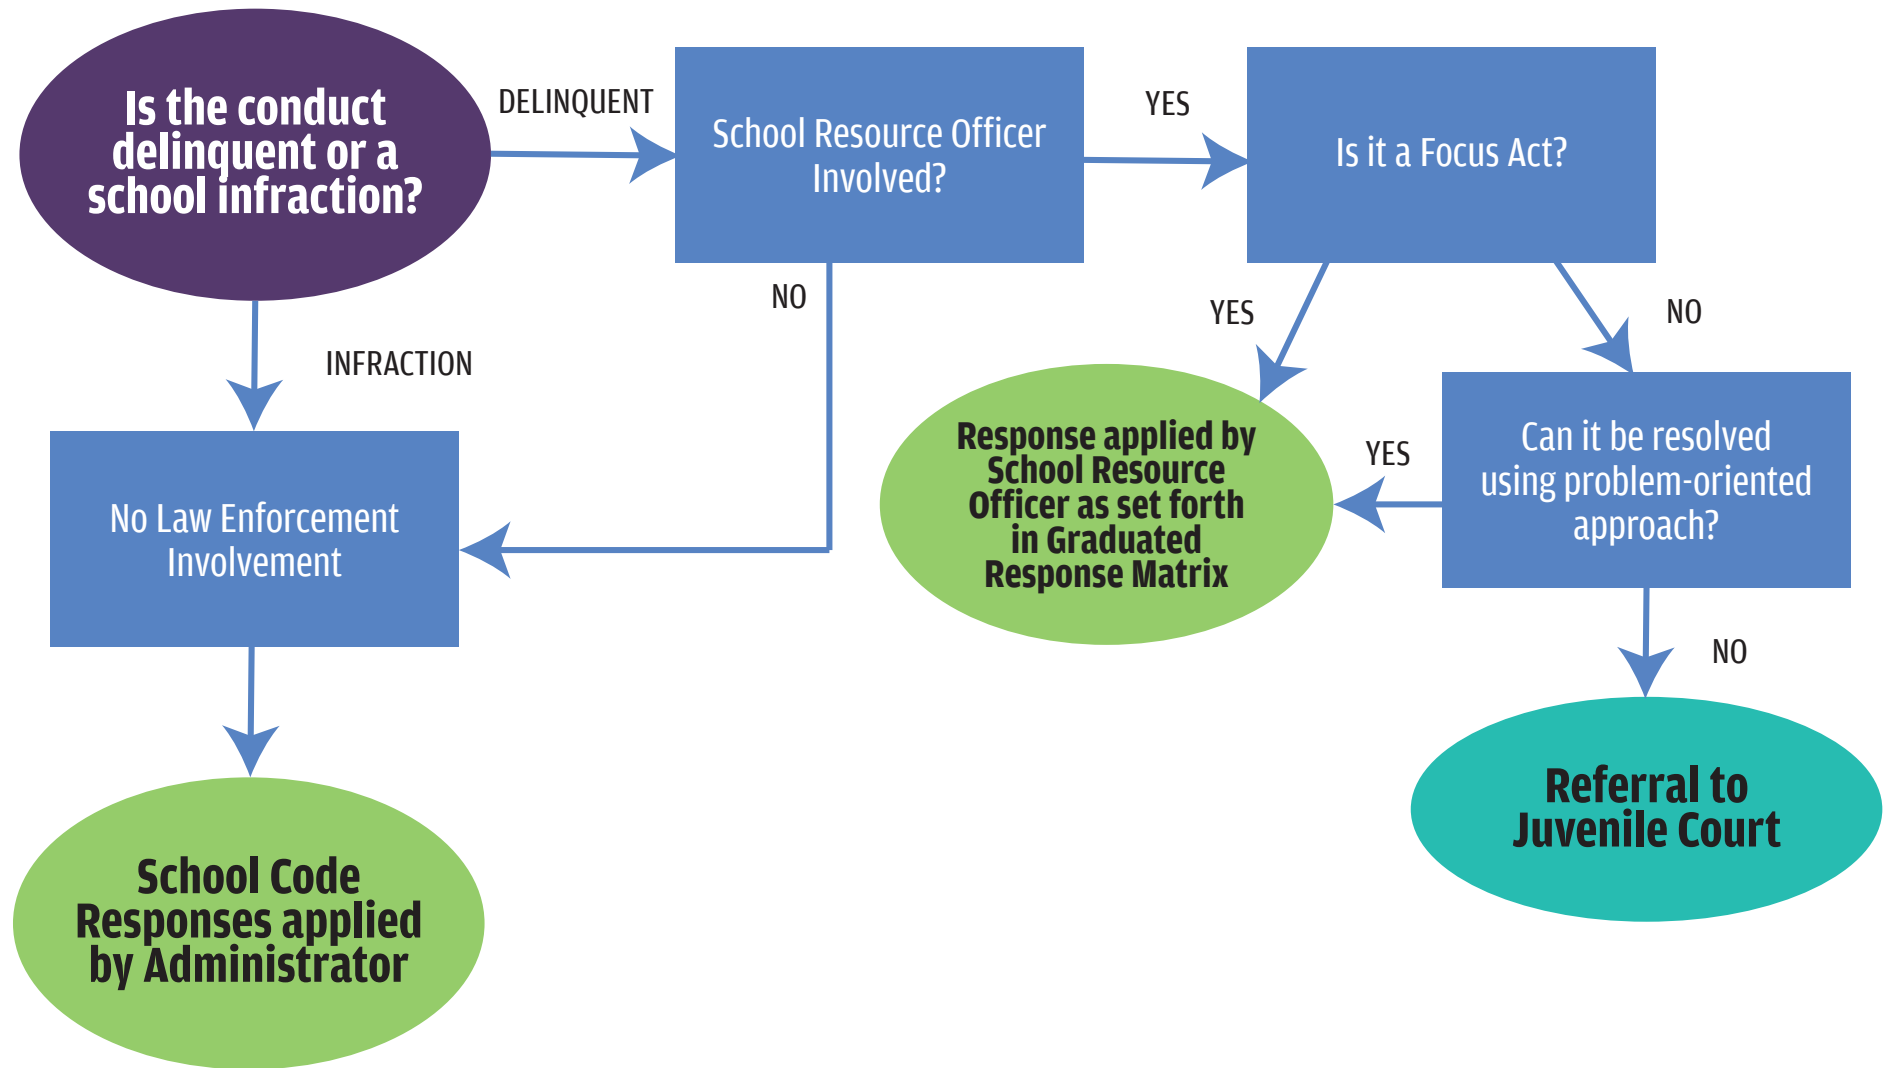 Is the conduct
delinquent or a
school infraction?
DELINQUENT
School Resource Officer
Involved?
YES
Is it a Focus Act?
NO
YES
NO
INFRACTION
No Law Enforcement
Involvement
Response applied by
School Resource
Officer as set forth
in Graduated
Response Matrix
YES
Can it be resolved
using problem-oriented
approach?
NO
School Code
Responses applied
by Administrator
Referral to
Juvenile Court